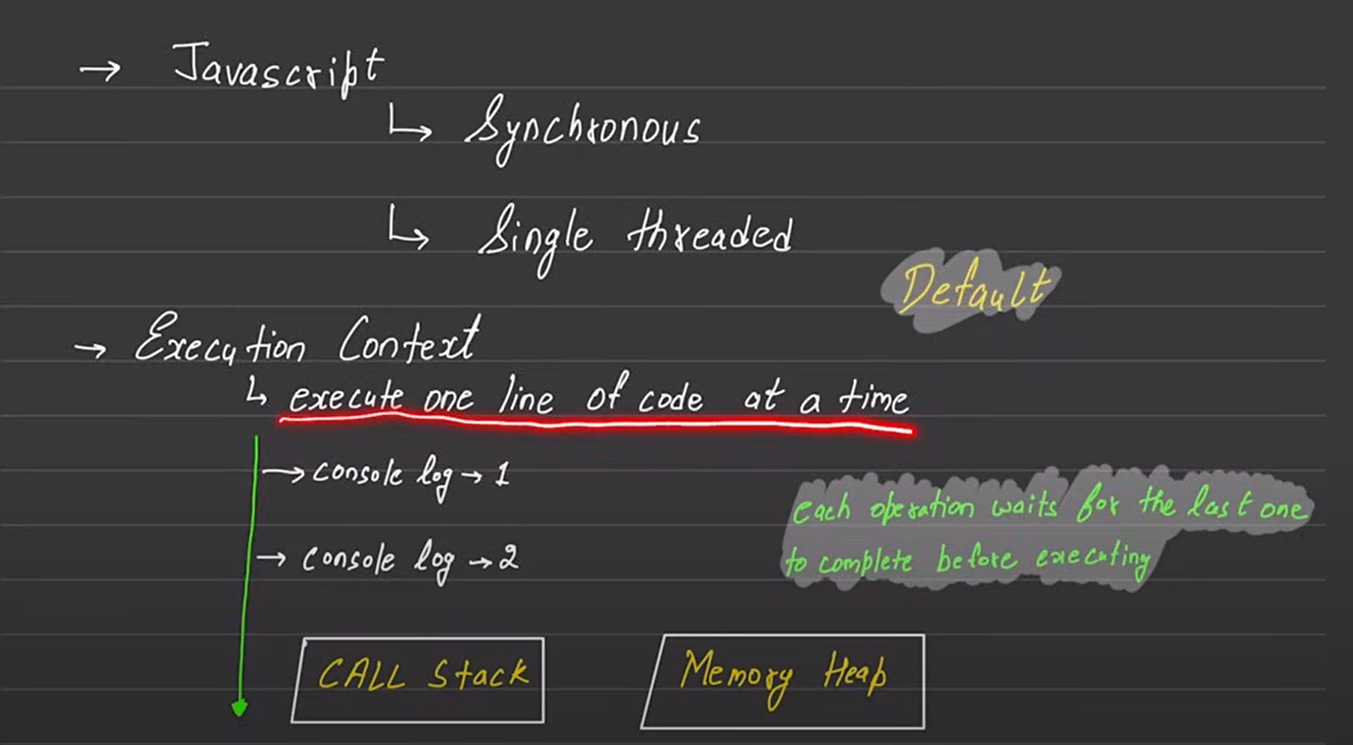 → Javascript
↳ Synchronous
↳ Single threaded
Default
→ Execution Context
↳ execute one line of code at a time
→ console log → 1
→ console log → 2
each operation waits for the last one
to complete before executing
CALL Stack
Memory Heap